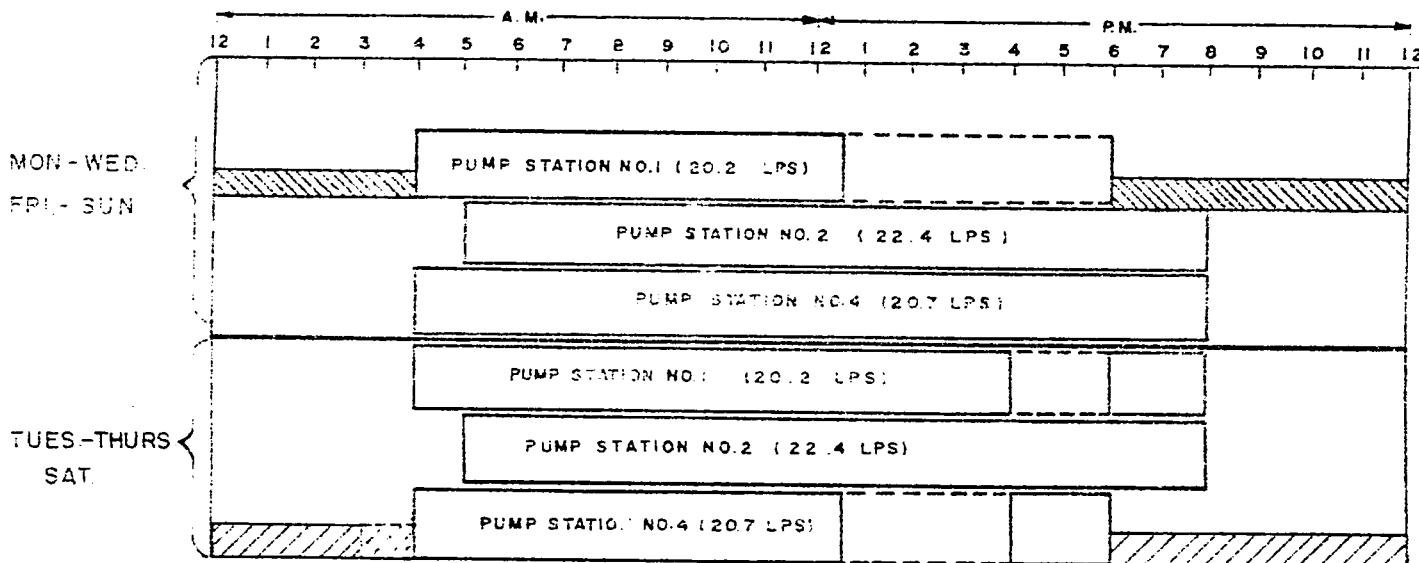 A.M. P.M.
12 1 2 3 4 5 6 7 8 9 10 11 12 1 2 3 4 5 6 7 8 9 10 11 12
MON-WED.
FRI.-SUN
PUMP STATION NO.1 (20.2 LPS)
PUMP STATION NO.2 (22.4 LPS)
PUMP STATION NO.4 (20.7 LPS)
TUES.-THURS
SAT.
PUMP STATION NO.1 (20.2 LPS)
PUMP STATION NO.2 (22.4 LPS)
PUMP STATIO NO.4 (20.7 LPS)